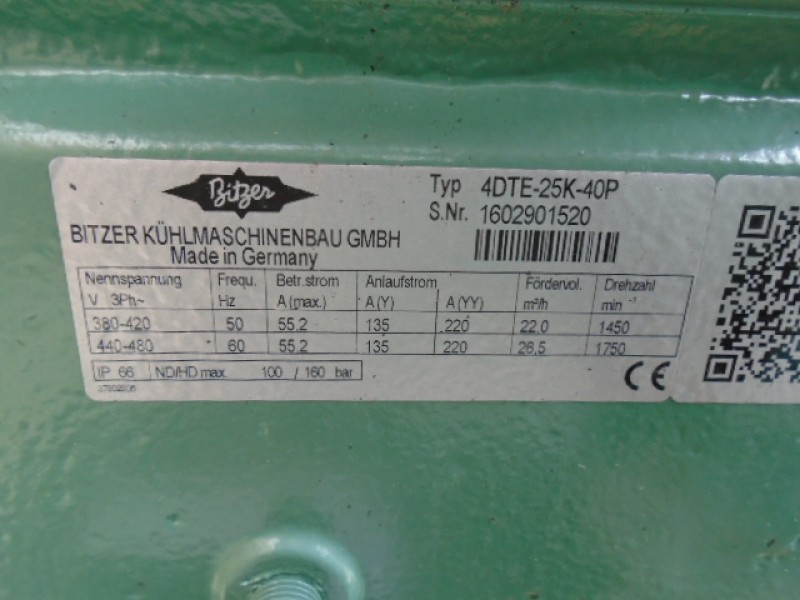 Bitzer
Typ 4DTE-25K-40P
S.Nr. 1602901520
BITZER KÜHLMASCHINENBAU GMBH
Made in Germany
Nennspannung Frequ. Betr.strom Anlaufstrom Fördervol. Drehzahl
V 3Ph~ Hz A (max.) A (Y) A (YY) m³/h min⁻¹
380-420 50 55,2 135 220 22,0 1450
440-480 60 55,2 135 220 26,5 1750
IP 66 ND/HD max. 100 / 160 bar
CE